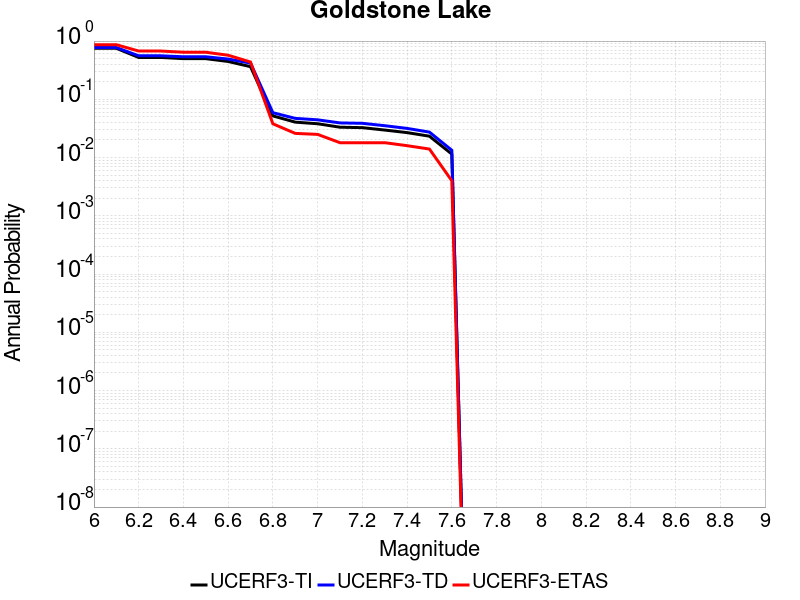 Goldstone Lake
10^0
10^-1
10^-2
10^-3
10^-4
10^-5
10^-6
10^-7
10^-8
Annual Probability
6 6.2 6.4 6.6 6.8 7 7.2 7.4 7.6 7.8 8 8.2 8.4 8.6 8.8 9
Magnitude
UCERF3-TI UCERF3-TD UCERF3-ETAS